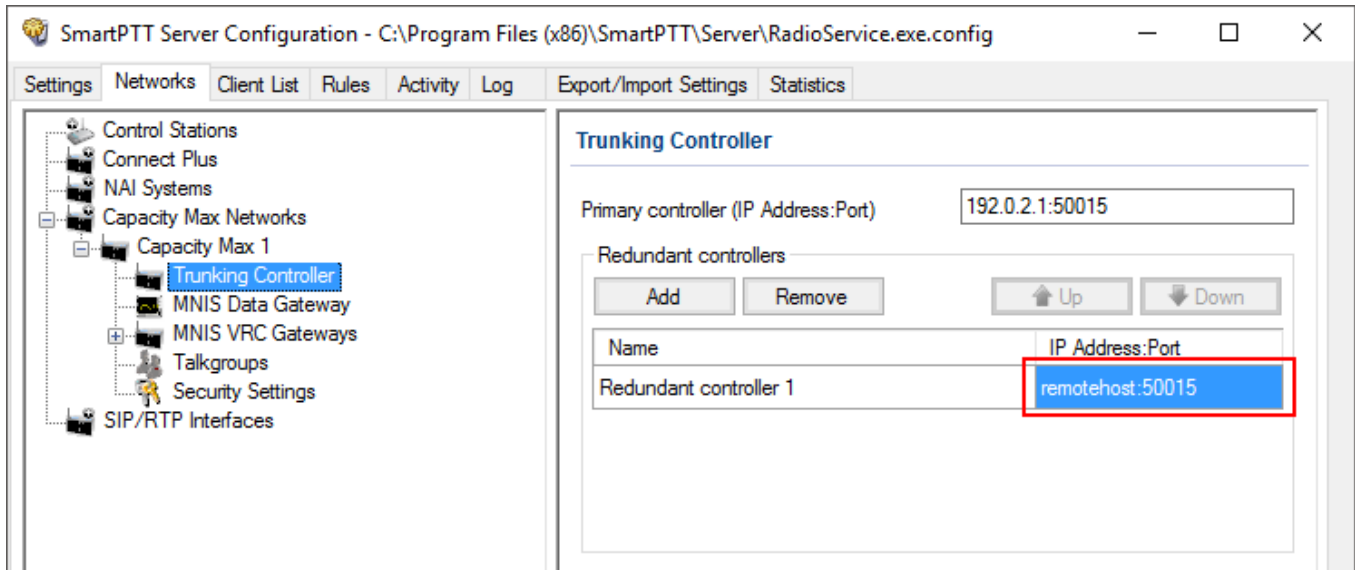 SmartPTT Server Configuration - C:\Program Files (x86)\SmartPTT\Server\RadioService.exe.config
Settings Networks Client List Rules Activity Log Export/Import Settings Statistics
Control Stations
Connect Plus
NAI Systems
Capacity Max Networks
Capacity Max 1
Trunking Controller
MNIS Data Gateway
MNIS VRC Gateways
Talkgroups
Security Settings
SIP/RTP Interfaces
Trunking Controller
Primary controller (IP Address:Port) 192.0.2.1:50015
Redundant controllers
Add Remove Up Down
Name IP Address:Port
Redundant controller 1 remotehost:50015